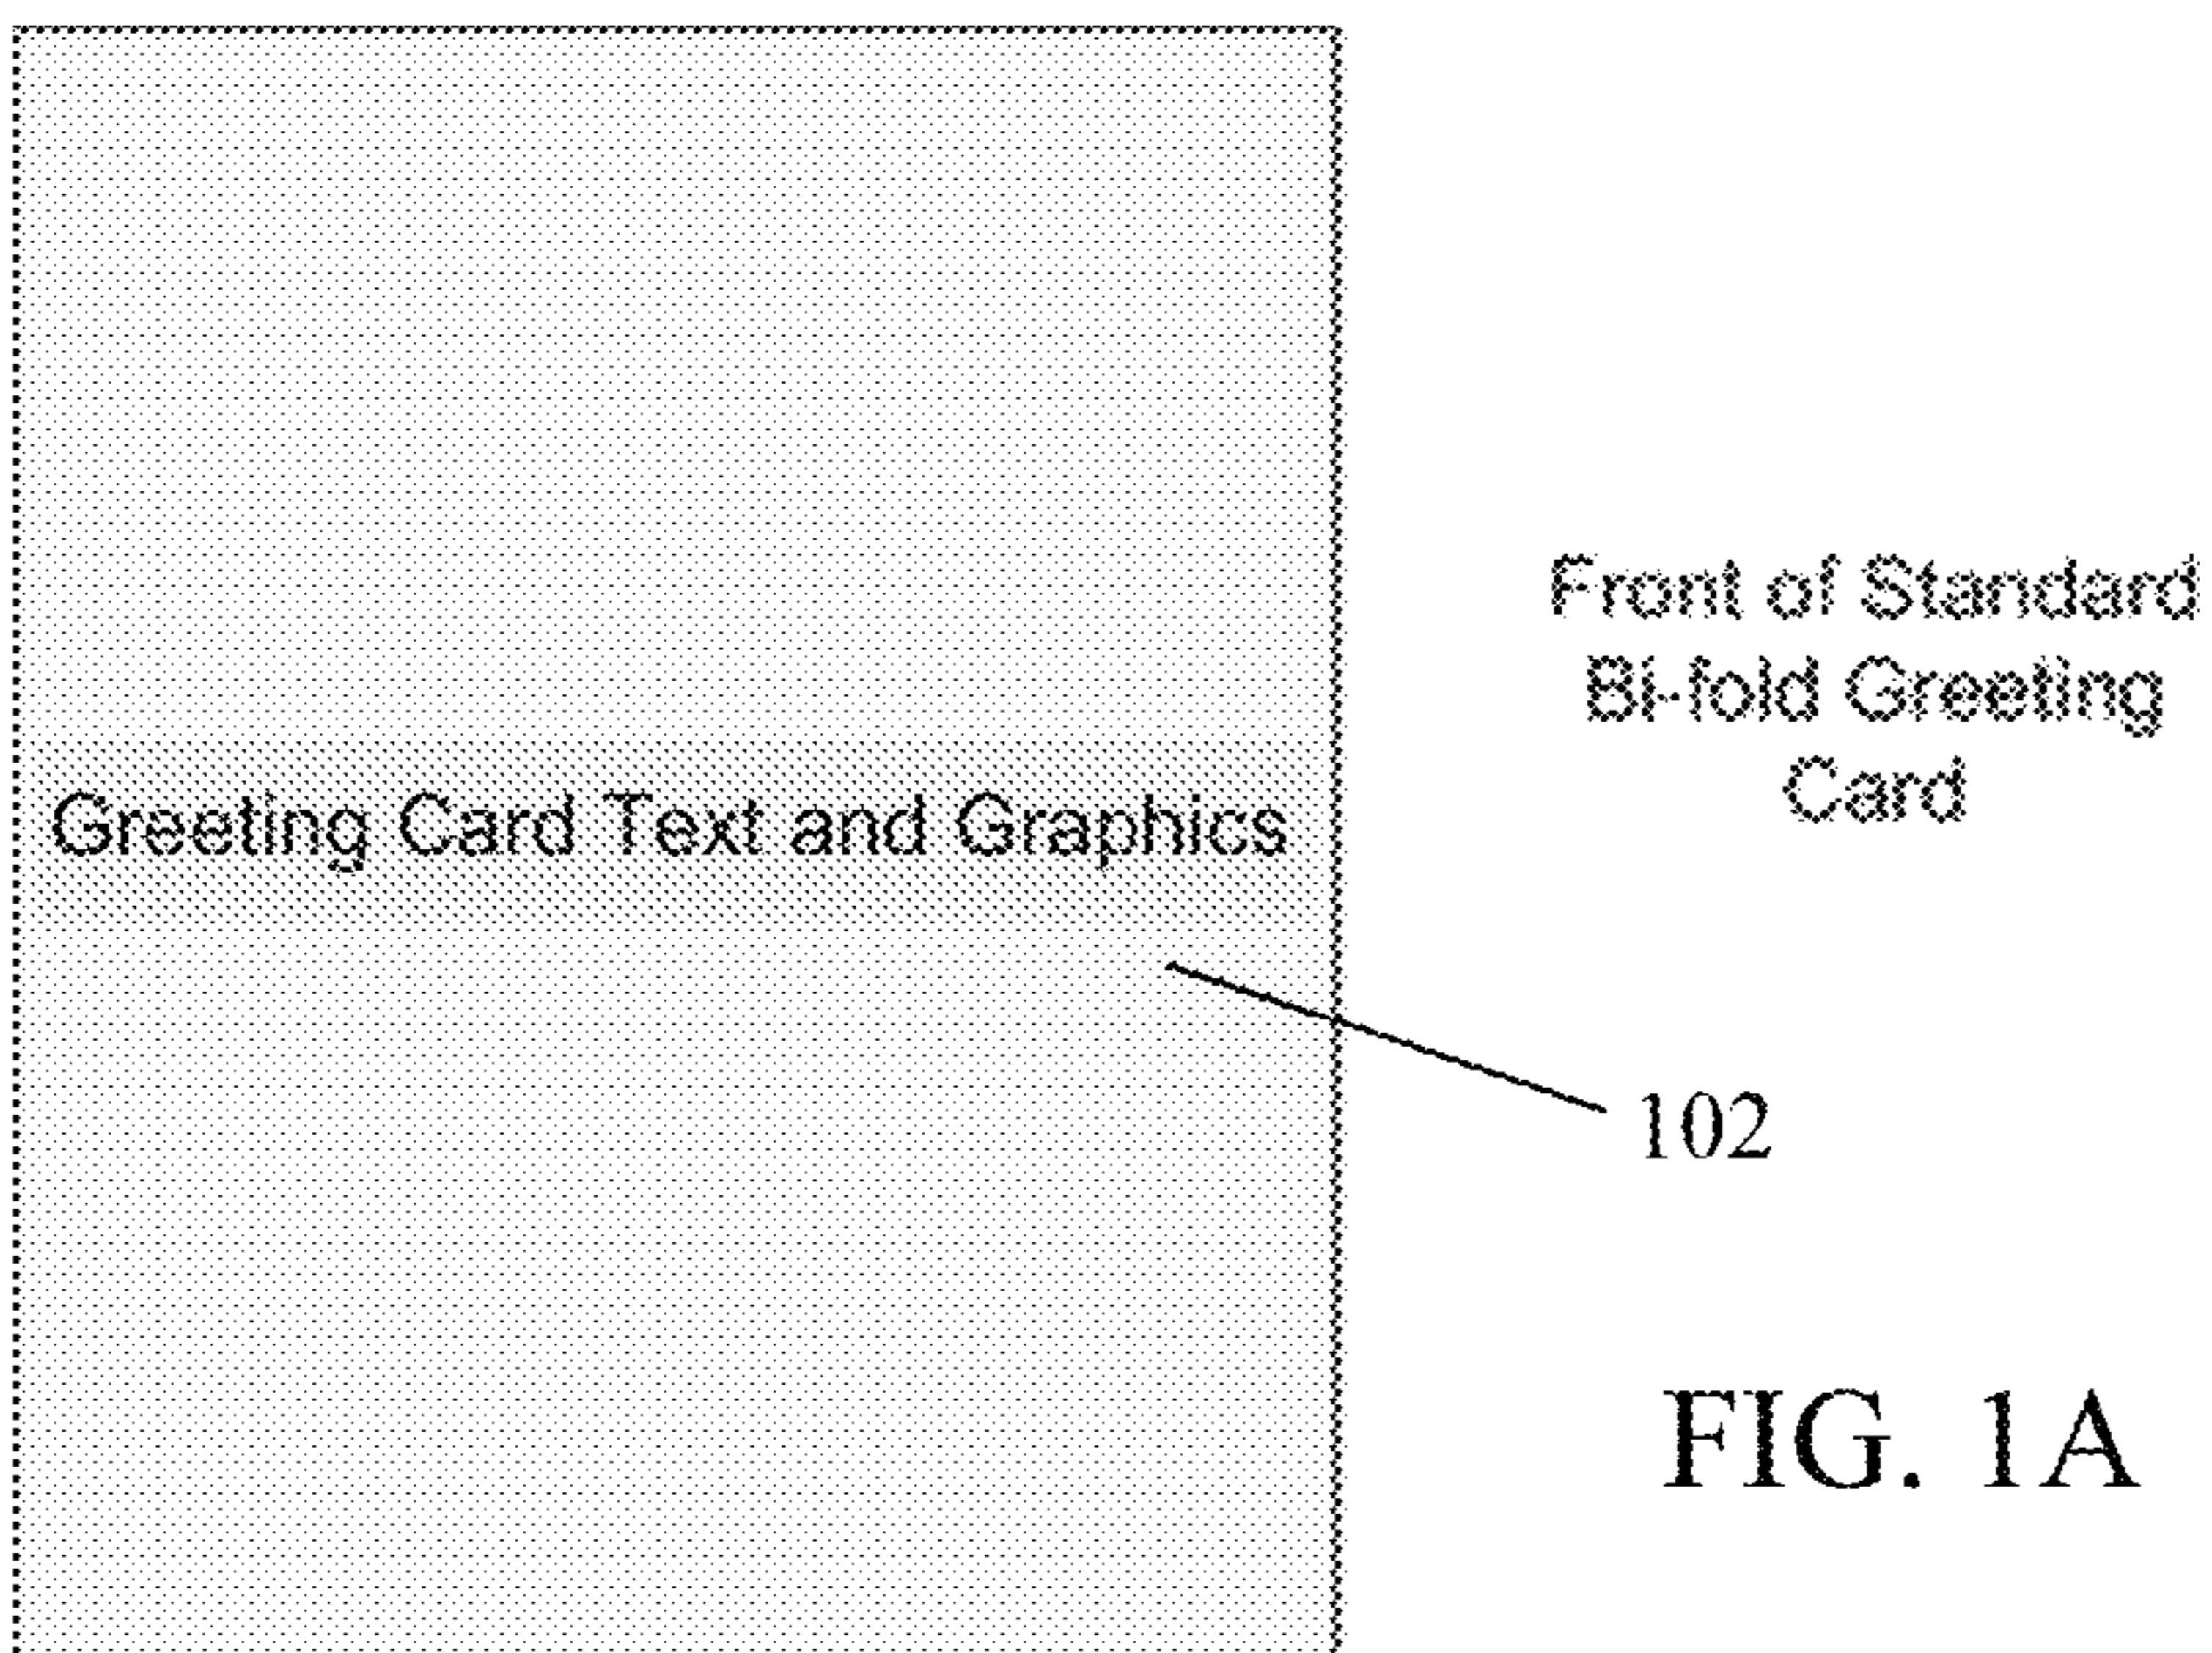 Front of Standard
Bi-fold Greeting
Card
Greeting Card Text and Graphics
102
FIG. 1A